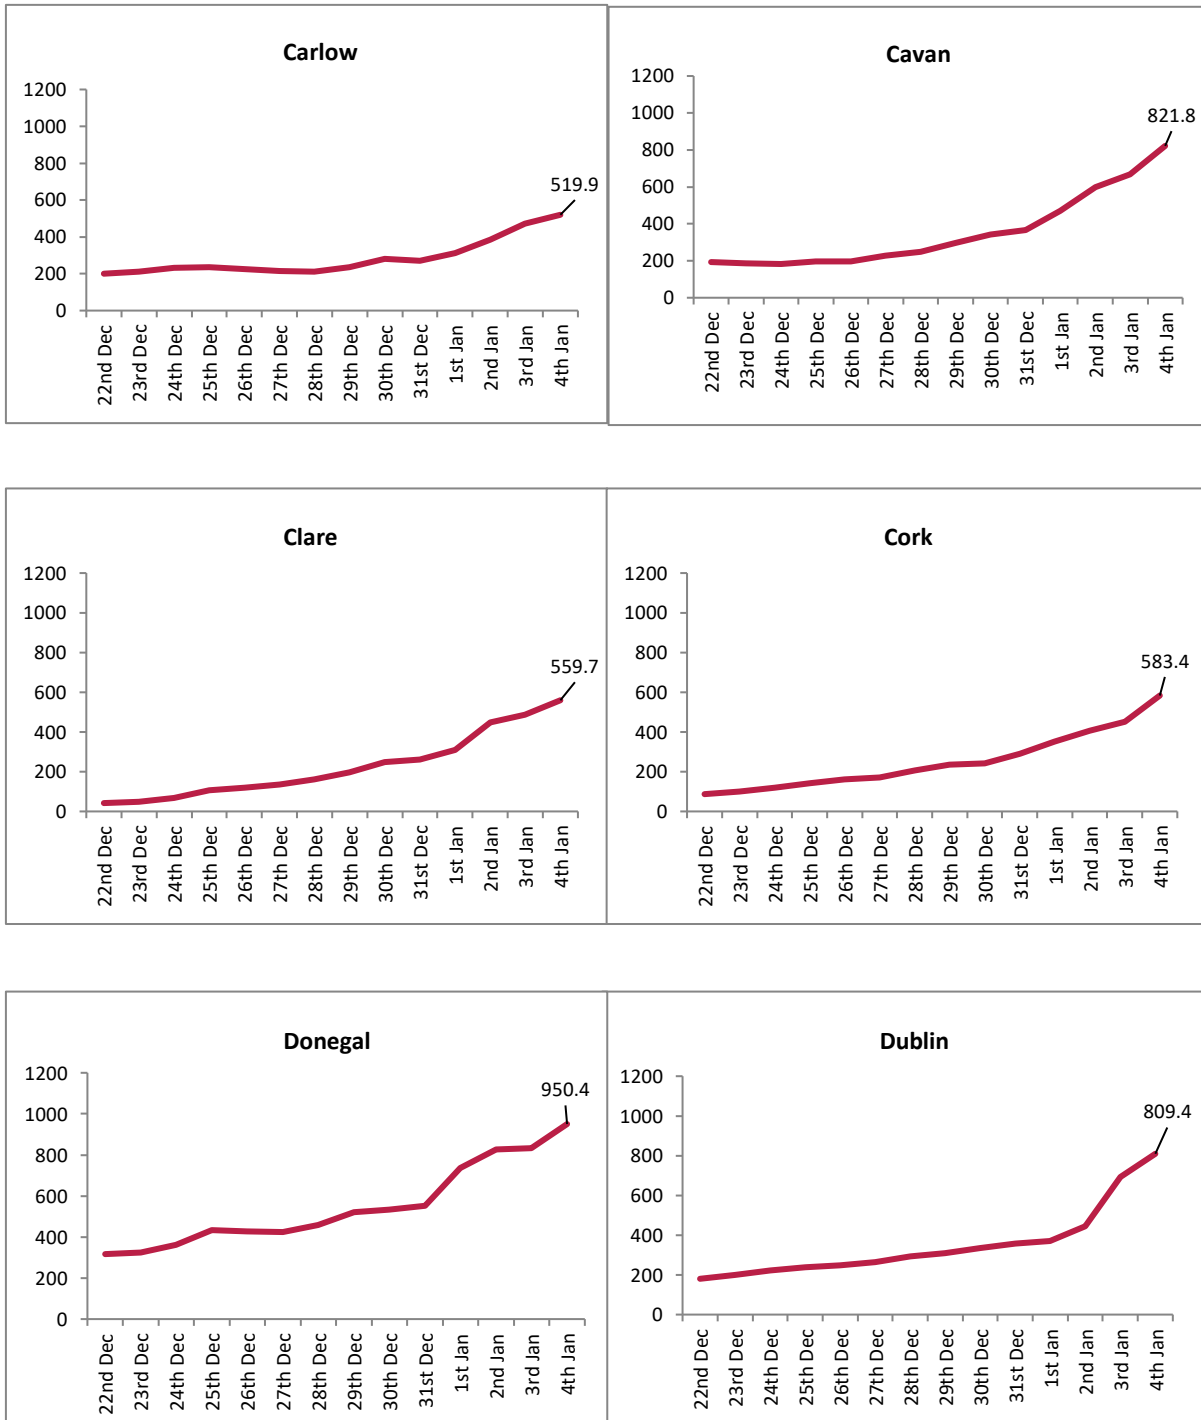 Carlow
1200
1000
800
600
400
200
0
519.9
22nd Dec
23rd Dec
24th Dec
25th Dec
26th Dec
27th Dec
28th Dec
29th Dec
30th Dec
31st Dec
1st Jan
2nd Jan
3rd Jan
4th Jan
Cavan
1200
1000
800
600
400
200
0
821.8
22nd Dec
23rd Dec
24th Dec
25th Dec
26th Dec
27th Dec
28th Dec
29th Dec
30th Dec
31st Dec
1st Jan
2nd Jan
3rd Jan
4th Jan
Clare
1200
1000
800
600
400
200
0
559.7
22nd Dec
23rd Dec
24th Dec
25th Dec
26th Dec
27th Dec
28th Dec
29th Dec
30th Dec
31st Dec
1st Jan
2nd Jan
3rd Jan
4th Jan
Cork
1200
1000
800
600
400
200
0
583.4
22nd Dec
23rd Dec
24th Dec
25th Dec
26th Dec
27th Dec
28th Dec
29th Dec
30th Dec
31st Dec
1st Jan
2nd Jan
3rd Jan
4th Jan
Donegal
1200
1000
800
600
400
200
0
950.4
22nd Dec
23rd Dec
24th Dec
25th Dec
26th Dec
27th Dec
28th Dec
29th Dec
30th Dec
31st Dec
1st Jan
2nd Jan
3rd Jan
4th Jan
Dublin
1200
1000
800
600
400
200
0
809.4
22nd Dec
23rd Dec
24th Dec
25th Dec
26th Dec
27th Dec
28th Dec
29th Dec
30th Dec
31st Dec
1st Jan
2nd Jan
3rd Jan
4th Jan